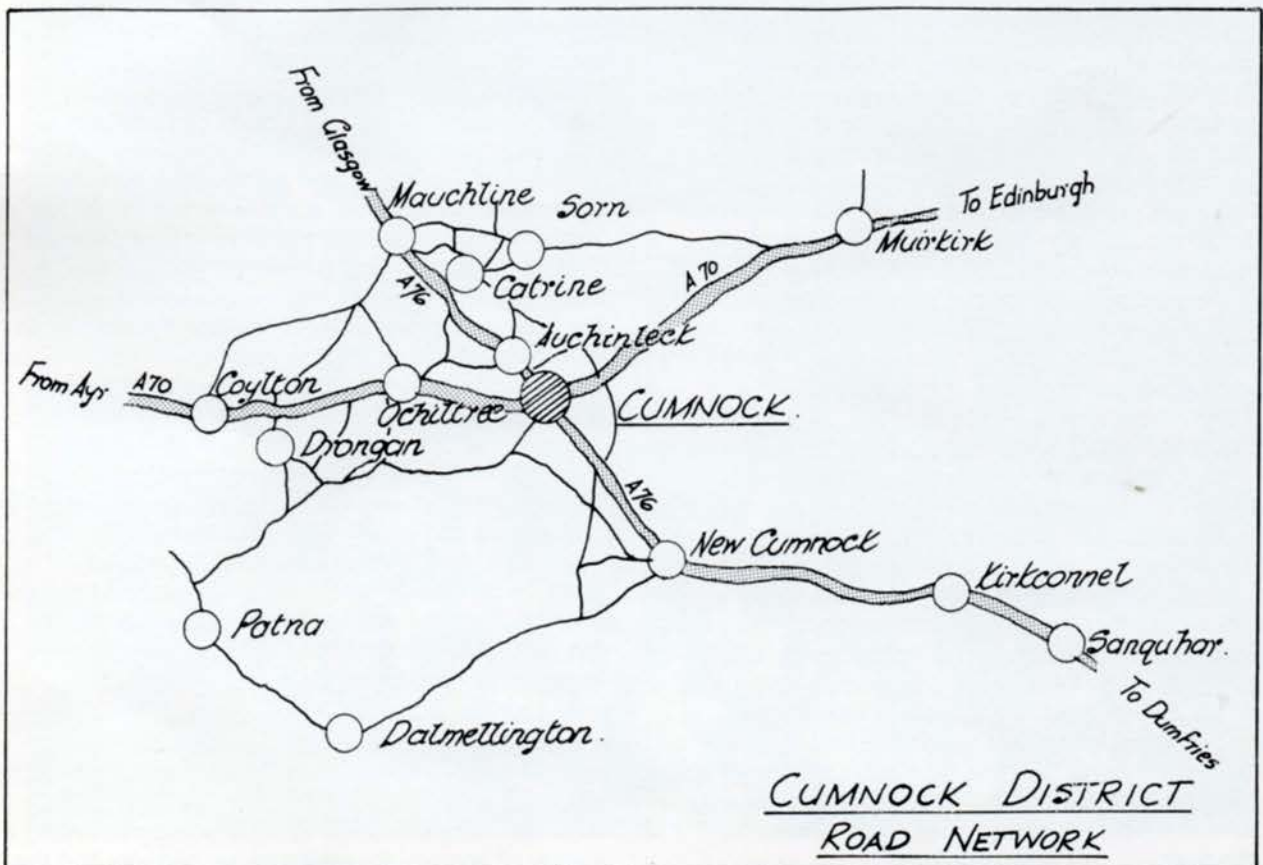 From Glasgow
Mauchline
Sorn
To Edinburgh
Muirkirk
A 70
Catrine
A76
Auchinleck
From Ayr
A70
Coylton
Ochiltree
CUMNOCK.
Drongan
A76
New Cumnock
Kirkconnel
Patna
Sanquhar.
To Dumfries
Dalmellington.
CUMNOCK DISTRICT
ROAD NETWORK